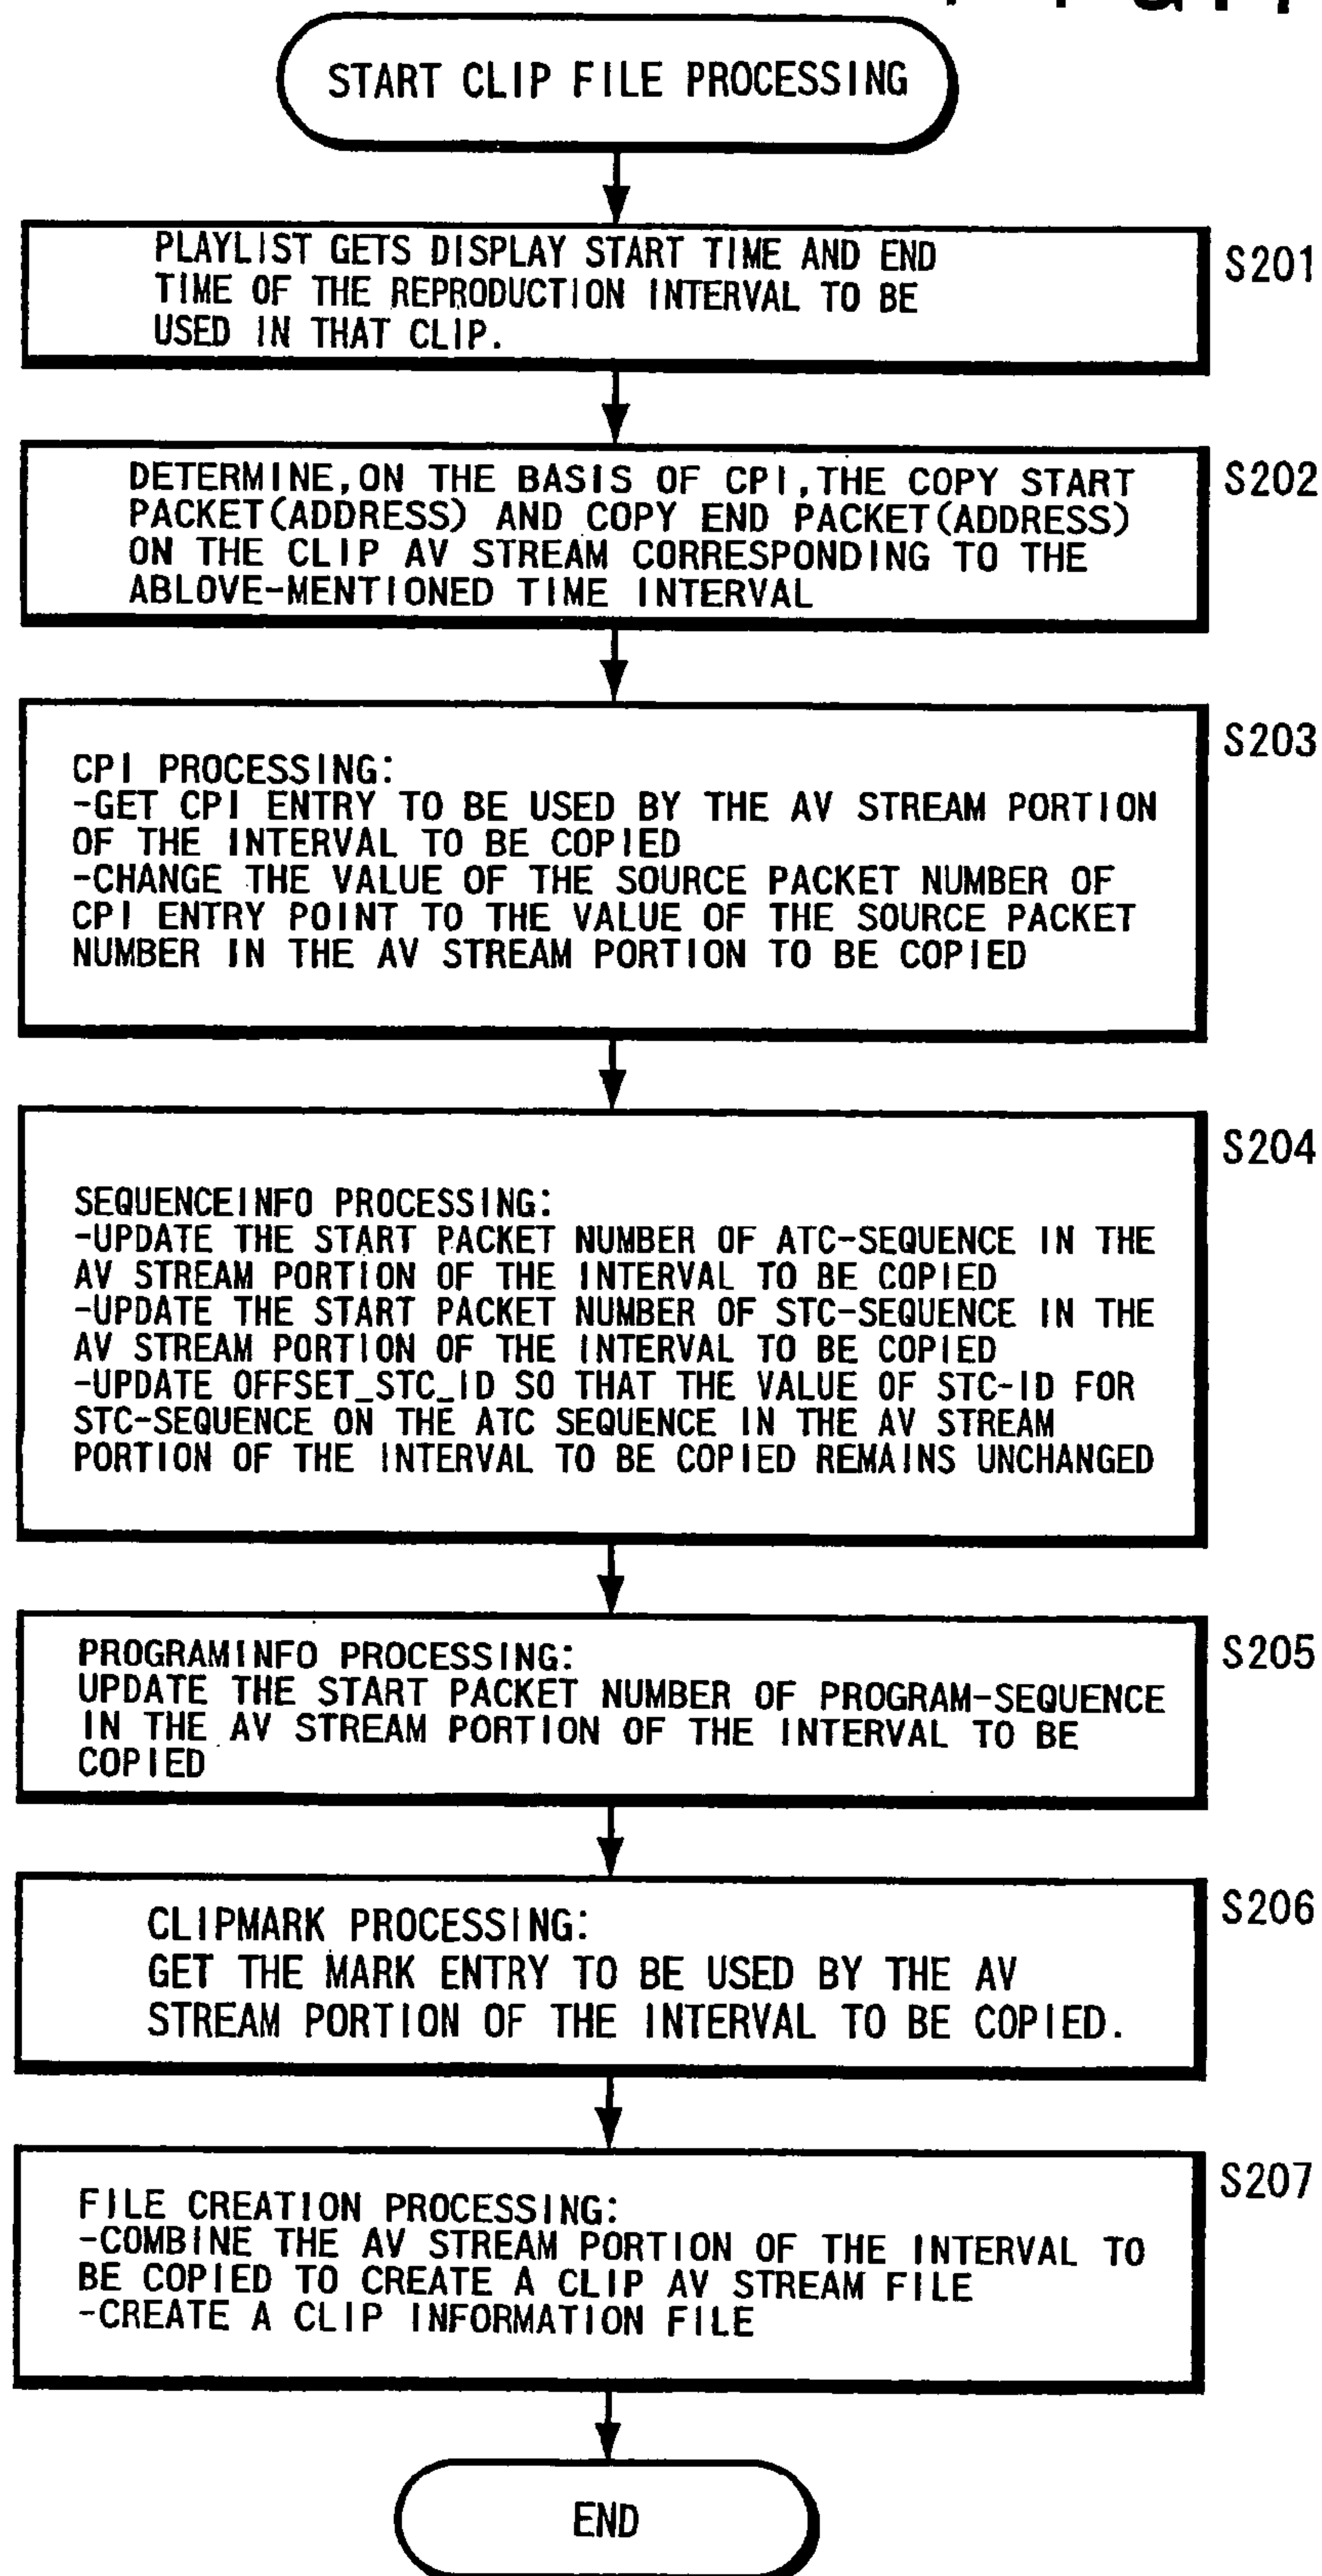 START CLIP FILE PROCESSING
PLAYLIST GETS DISPLAY START TIME AND END
TIME OF THE REPRODUCTION INTERVAL TO BE
USED IN THAT CLIP.
S201
DETERMINE,ON THE BASIS OF CPI,THE COPY START
PACKET(ADDRESS) AND COPY END PACKET(ADDRESS)
ON THE CLIP AV STREAM CORRESPONDING TO THE
ABLOVE-MENTIONED TIME INTERVAL
S202
CPI PROCESSING:
-GET CPI ENTRY TO BE USED BY THE AV STREAM PORTION
OF THE INTERVAL TO BE COPIED
-CHANGE THE VALUE OF THE SOURCE PACKET NUMBER OF
CPI ENTRY POINT TO THE VALUE OF THE SOURCE PACKET
NUMBER IN THE AV STREAM PORTION TO BE COPIED
S203
SEQUENCEINFO PROCESSING:
-UPDATE THE START PACKET NUMBER OF ATC-SEQUENCE IN THE
AV STREAM PORTION OF THE INTERVAL TO BE COPIED
-UPDATE THE START PACKET NUMBER OF STC-SEQUENCE IN THE
AV STREAM PORTION OF THE INTERVAL TO BE COPIED
-UPDATE OFFSET_STC_ID SO THAT THE VALUE OF STC-ID FOR
STC-SEQUENCE ON THE ATC SEQUENCE IN THE AV STREAM
PORTION OF THE INTERVAL TO BE COPIED REMAINS UNCHANGED
S204
PROGRAMINFO PROCESSING:
UPDATE THE START PACKET NUMBER OF PROGRAM-SEQUENCE
IN THE AV STREAM PORTION OF THE INTERVAL TO BE
COPIED
S205
CLIPMARK PROCESSING:
GET THE MARK ENTRY TO BE USED BY THE AV
STREAM PORTION OF THE INTERVAL TO BE COPIED.
S206
FILE CREATION PROCESSING:
-COMBINE THE AV STREAM PORTION OF THE INTERVAL TO
BE COPIED TO CREATE A CLIP AV STREAM FILE
-CREATE A CLIP INFORMATION FILE
S207
END